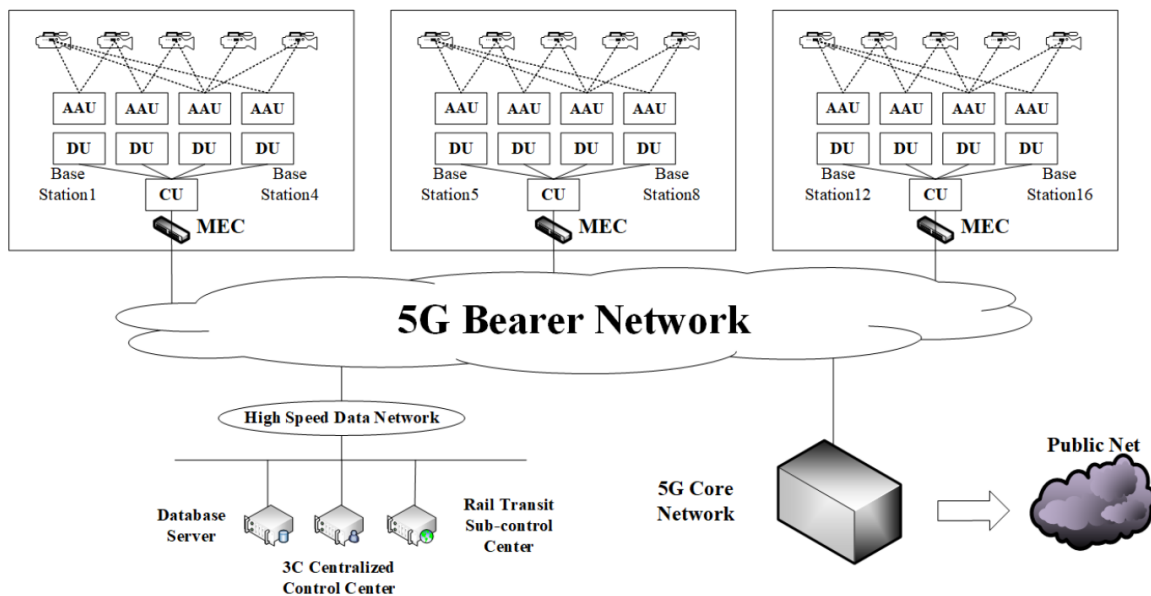 AAU AAU AAU AAU
DU DU DU DU
Base
Station1
Base
Station4
CU
MEC
AAU AAU AAU AAU
DU DU DU DU
Base
Station5
Base
Station8
CU
MEC
AAU AAU AAU AAU
DU DU DU DU
Base
Station12
Base
Station16
CU
MEC
5G Bearer Network
High Speed Data Network
Database
Server
3C Centralized
Control Center
Rail Transit
Sub-control
Center
5G Core
Network
Public Net